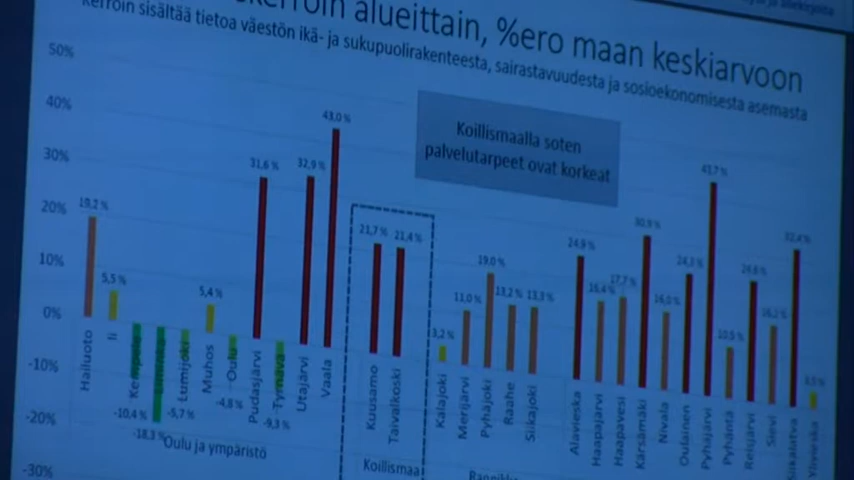 alueittain, %ero maan keskiarvoon
kerroin sisältää tietoa väestön ikä- ja sukupuolirakenteesta, sairastavuudesta ja sosioekonomisesta asemasta
50%
40%
30%
20%
10%
0%
-10%
-20%
-30%
Koillismaalla soten
palvelutarpeet ovat korkeat
19,2 %
5,5 %
-10,4 %
-18,3 %
-5,7 %
5,4 %
-4,8 %
31,6 %
-9,3 %
32,9 %
43,0 %
21,7 %
21,4 %
3,2 %
11,0 %
19,0 %
13,2 %
13,3 %
24,9 %
16,4 %
17,7 %
30,9 %
16,0 %
24,3 %
10,5 %
16,2 %
32,4 %
Hailuoto
Ii
Kempele
Lumijoki
Muhos
Oulu
Pudasjärvi
Tyrnävä
Utajärvi
Vaala
Kuusamo
Taivalkoski
Kalajoki
Merijärvi
Pyhäjoki
Raahe
Siikajoki
Alavieska
Haapajärvi
Haapavesi
Kärsämäki
Nivala
Oulainen
Pyhäjärvi
Pyhäntä
Reisjärvi
Sievi
Siikalatva
Ylivieska
Oulu ja ympäristö
Koillismaa